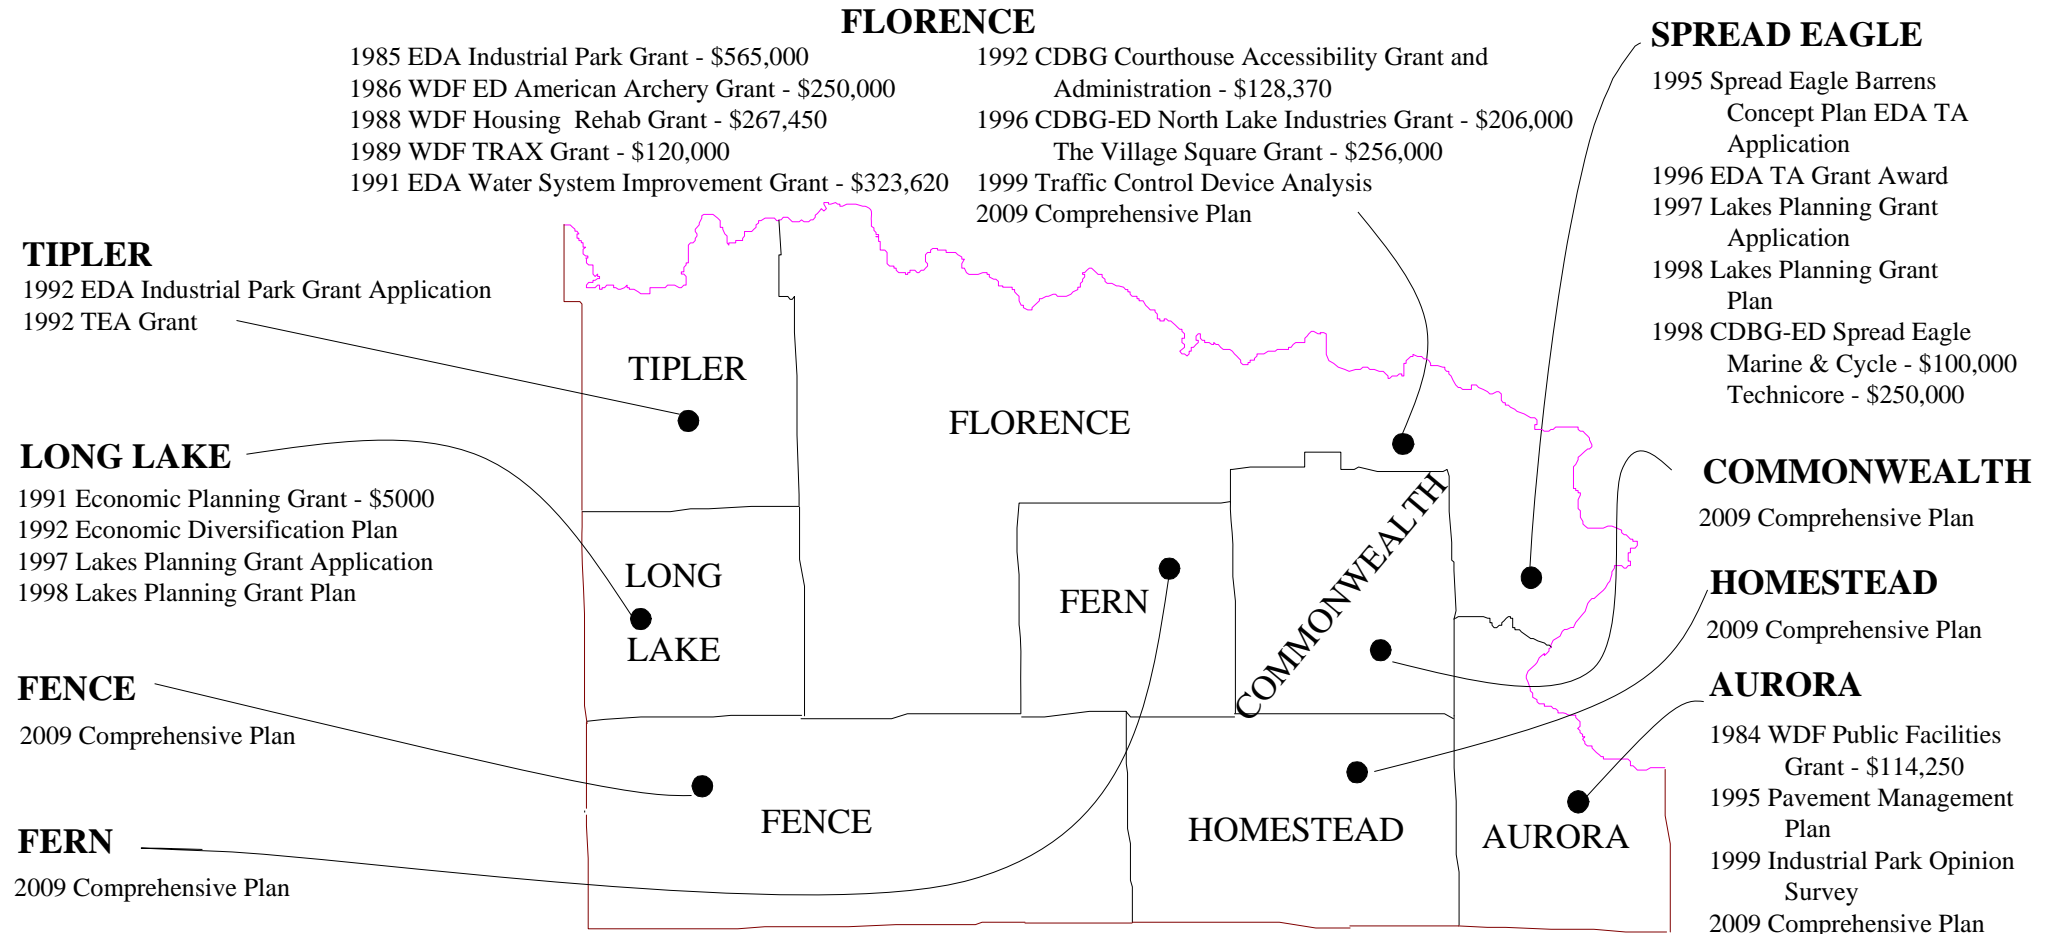 FLORENCE
1985 EDA Industrial Park Grant - $565,000
1986 WDF ED American Archery Grant - $250,000
1988 WDF Housing  Rehab Grant - $267,450
1989 WDF TRAX Grant - $120,000
1991 EDA Water System Improvement Grant - $323,620
1992 CDBG Courthouse Accessibility Grant and
Administration - $128,370
1996 CDBG-ED North Lake Industries Grant - $206,000
The Village Square Grant - $256,000
1999 Traffic Control Device Analysis
2009 Comprehensive Plan
SPREAD EAGLE
1995 Spread Eagle Barrens
Concept Plan EDA TA
Application
1996 EDA TA Grant Award
1997 Lakes Planning Grant
Application
1998 Lakes Planning Grant
Plan
1998 CDBG-ED Spread Eagle
Marine & Cycle - $100,000
Technicore - $250,000
TIPLER
1992 EDA Industrial Park Grant Application
1992 TEA Grant
LONG LAKE
1991 Economic Planning Grant - $5000
1992 Economic Diversification Plan
1997 Lakes Planning Grant Application
1998 Lakes Planning Grant Plan
FENCE
2009 Comprehensive Plan
FERN
2009 Comprehensive Plan
TIPLER
FLORENCE
LONG
LAKE
FERN
COMMONWEALTH
FENCE
HOMESTEAD
AURORA
COMMONWEALTH
2009 Comprehensive Plan
HOMESTEAD
2009 Comprehensive Plan
AURORA
1984 WDF Public Facilities
Grant - $114,250
1995 Pavement Management
Plan
1999 Industrial Park Opinion
Survey
2009 Comprehensive Plan